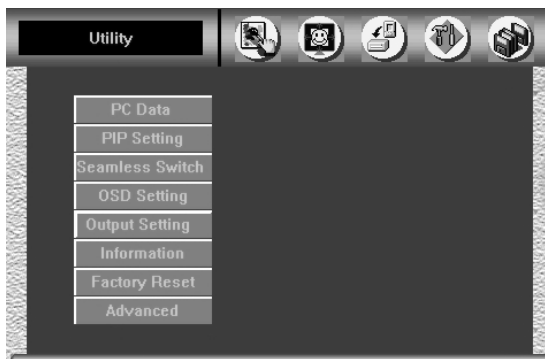 Utility
PC Data
PIP Setting
Seamless Switch
OSD Setting
Output Setting
Information
Factory Reset
Advanced